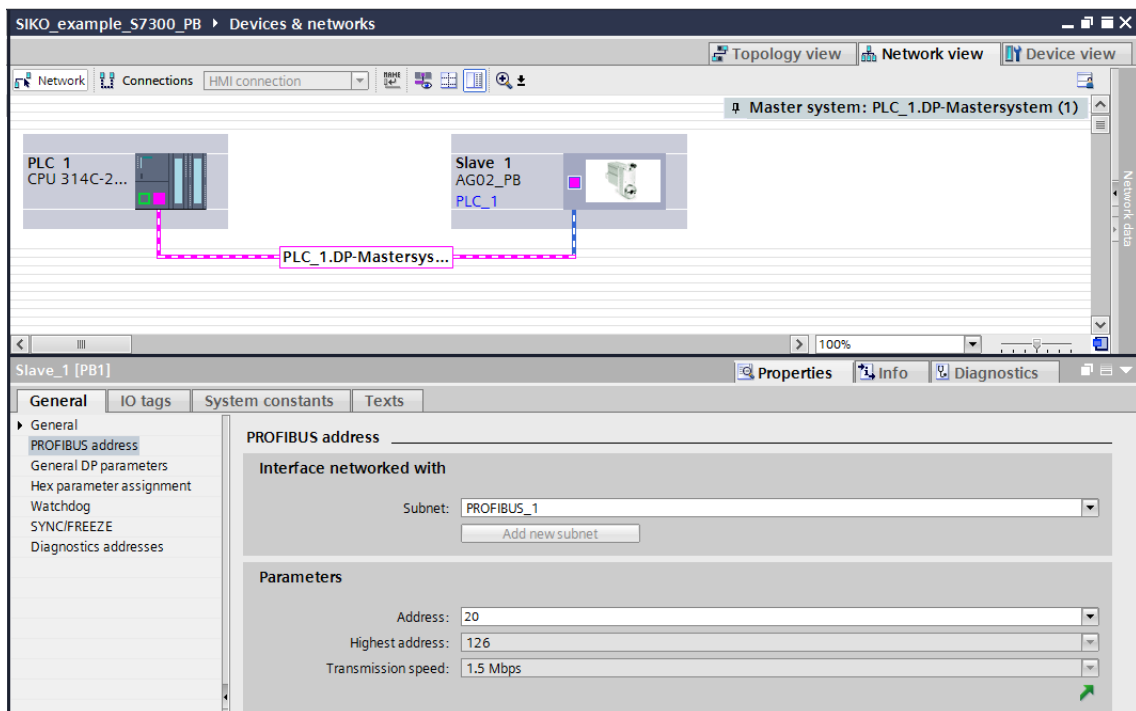 SIKO_example_S7300_PB ▸ Devices & networks
Topology view Network view Device view
Network Connections HMI connection
Master system: PLC_1.DP-Mastersystem (1)
PLC_1
CPU 314C-2...
Slave_1
AG02_PB
PLC_1
PLC_1.DP-Mastersys...
Network data
100%
Slave_1 [PB1]
Properties Info Diagnostics
General IO tags System constants Texts
General
PROFIBUS address
General DP parameters
Hex parameter assignment
Watchdog
SYNC/FREEZE
Diagnostics addresses
PROFIBUS address
Interface networked with
Subnet: PROFIBUS_1
Add new subnet
Parameters
Address: 20
Highest address: 126
Transmission speed: 1.5 Mbps